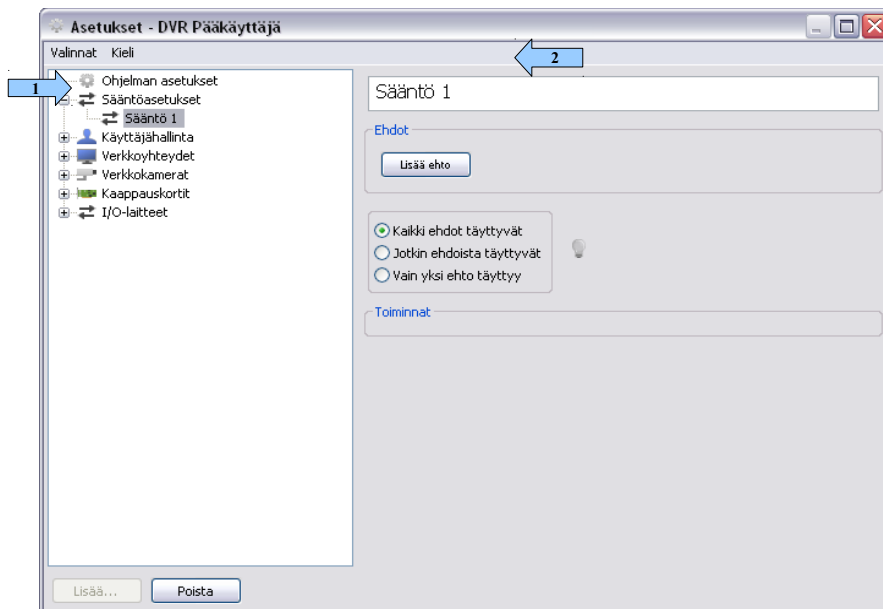 Asetukset - DVR Pääkäyttäjä
Valinnat Kieli
2
1
Ohjelman asetukset
Sääntöasetukset
Sääntö 1
Käyttäjähallinta
Verkkoyhteydet
Verkkokamerat
Kaappauskortit
I/O-laitteet
Lisää...
Poista
Sääntö 1
Ehdot
Lisää ehto
Kaikki ehdot täyttyvät
Jotkin ehdoista täyttyvät
Vain yksi ehto täyttyy
Toiminnat